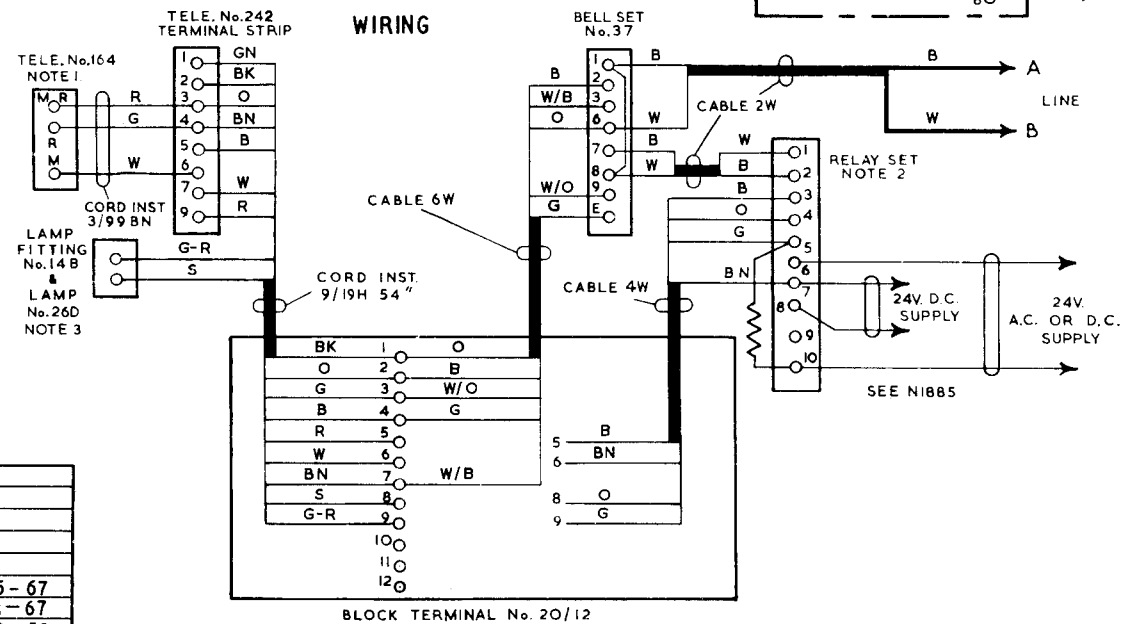 WIRING
8
TELE. No.242
TERMINAL STRIP
1 GN
2 BK
3 O
4 BN
5 B
6
7 W
9 R
TELE. No.164
NOTE 1
M R
R
M
R
G
W
CORD INST
3/99 BN
LAMP
FITTING
No.14B
&
LAMP
No.26D
NOTE 3
G-R
S
CORD INST.
9/19H 54"
BELL SET
No.37
B
W/B
O
W/O
G
1
2
3
6
7
8
9
E
B
W
B
W
CABLE 2W
B
W
A
LINE
B
CABLE 6W
CABLE 4W
RELAY SET
NOTE 2
W 1
B 2
B 3
O 4
G 5
6
BN 7
8
9
10
24V. D.C.
SUPPLY
24V.
A.C. OR D.C.
SUPPLY
SEE N1885
BK 1 O
O 2 B
G 3 W/O
B 4 G
R 5
W 6
BN 7 W/B
S 8
G-R 9
10
11
12
5 B
6 BN
8 O
9 G
BLOCK TERMINAL No. 20/12
- 67
- 67